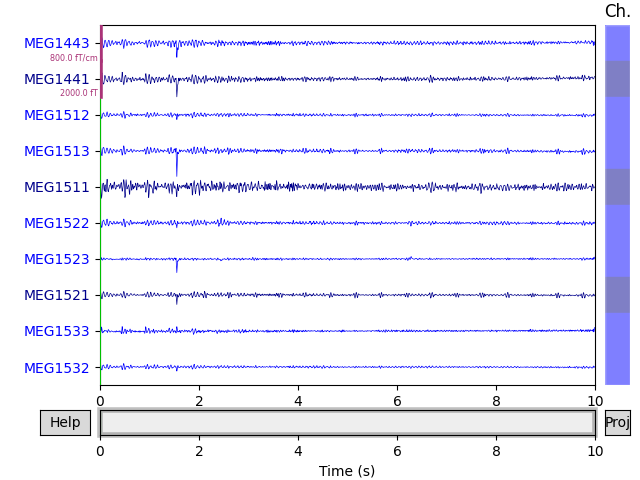 Ch.
MEG1443
800.0 fT/cm
MEG1441
2000.0 fT
MEG1512
MEG1513
MEG1511
MEG1522
MEG1523
MEG1521
MEG1533
MEG1532
0 2 4 6 8 10
Help
Proj
0 2 4 6 8 10
Time (s)